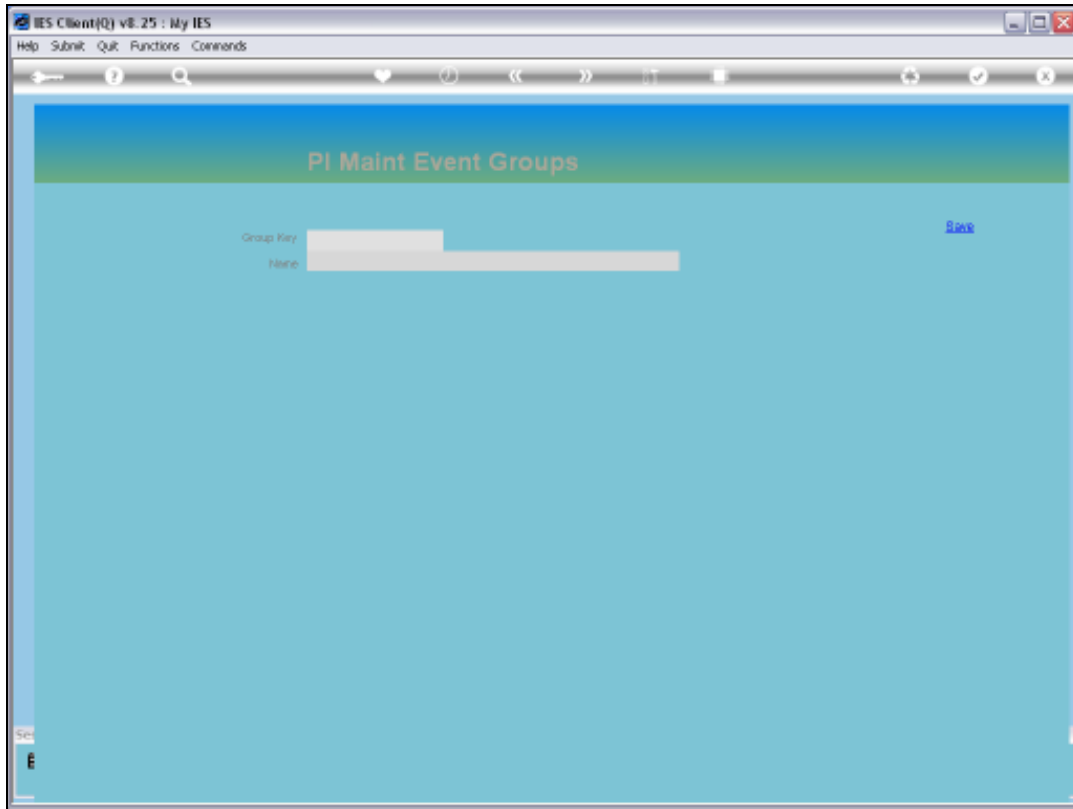 IES Client(Q) v8.25 : My IES
Help Submit Quit Functions Commands
PI Maint Event Groups
Save
Group Key
Name
Se